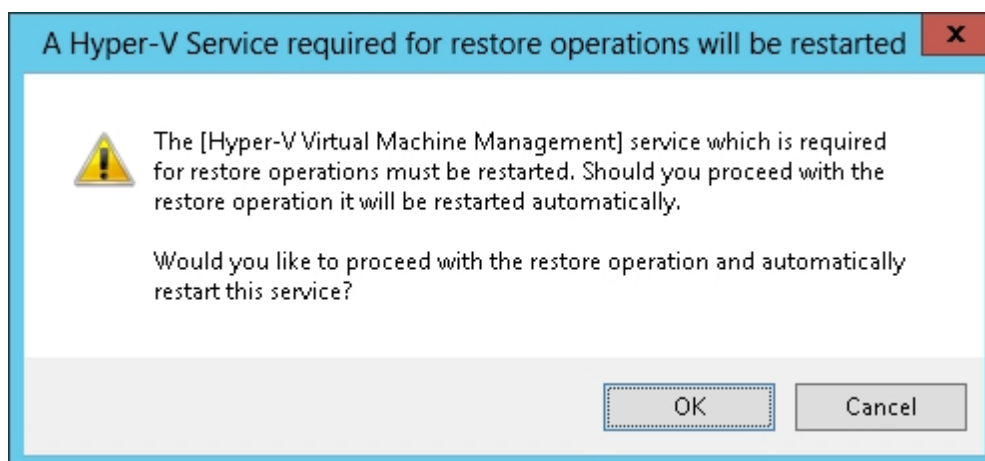 A Hyper-V Service required for restore operations will be restarted
The [Hyper-V Virtual Machine Management] service which is required
for restore operations must be restarted. Should you proceed with the
restore operation it will be restarted automatically.
Would you like to proceed with the restore operation and automatically
restart this service?
OK
Cancel